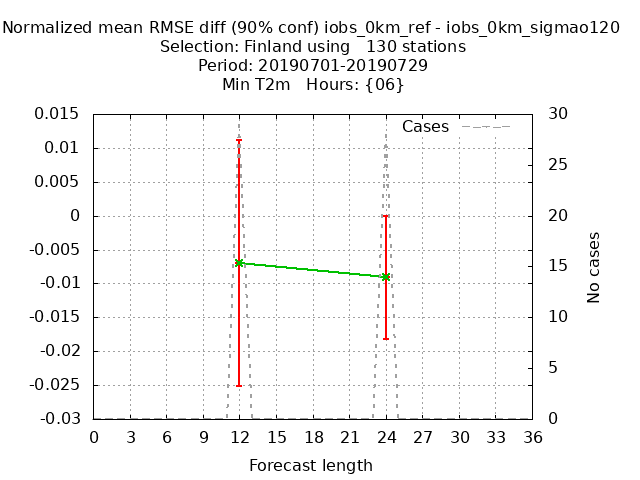 Normalized mean RMSE diff (90% conf) iobs_0km_ref - iobs_0km_sigmao120
Selection: Finland using   130 stations
Period: 20190701-20190729
Min T2m   Hours: {06}
Cases
0.015
0.01
0.005
0
-0.005
-0.01
-0.015
-0.02
-0.025
-0.03
30
25
20
15
10
5
0
No cases
0 3 6 9 12 15 18 21 24 27 30 33 36
Forecast length